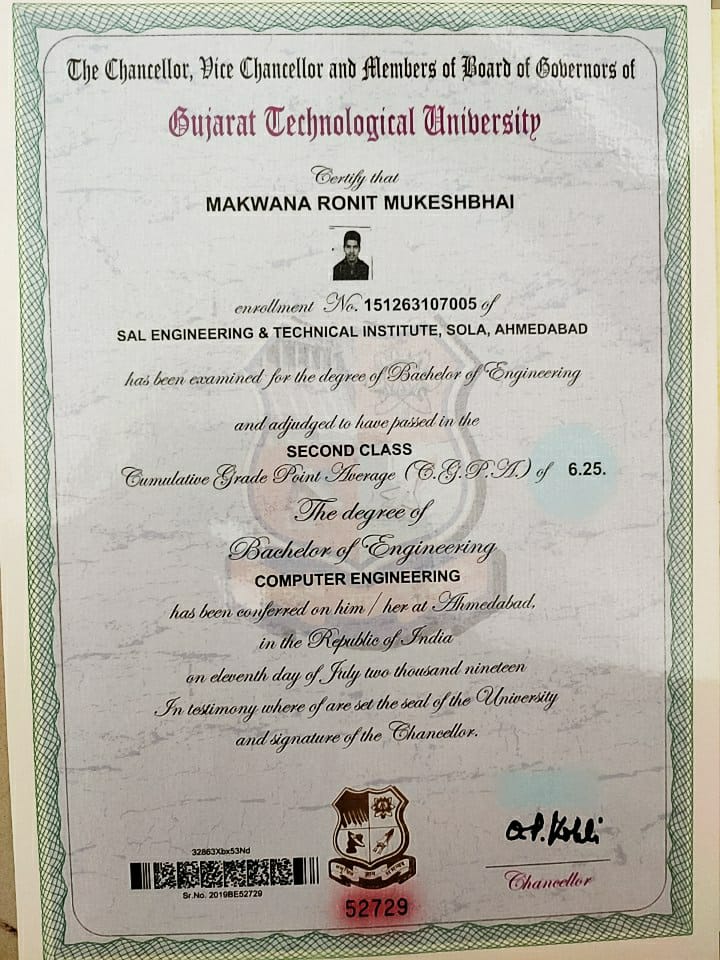 The Chancellor, Vice Chancellor and Members of Board of Governors of
Gujarat Technological University
Certify that
MAKWANA RONIT MUKESHBHAI
enrollment No. 151263107005 of
SAL ENGINEERING & TECHNICAL INSTITUTE, SOLA, AHMEDABAD
has been examined for the degree of Bachelor of Engineering
and adjudged to have passed in the
SECOND CLASS
Cumulative Grade Point Average (C.G.P.A.) of 6.25.
The degree of
Bachelor of Engineering
COMPUTER ENGINEERING
has been conferred on him / her at Ahmedabad,
in the Republic of India
on eleventh day of July two thousand nineteen
In testimony where of are set the seal of the University
and signature of the Chancellor.
32863Xbx53Nd
Sr.No. 2019BE52729
52729
Chancellor